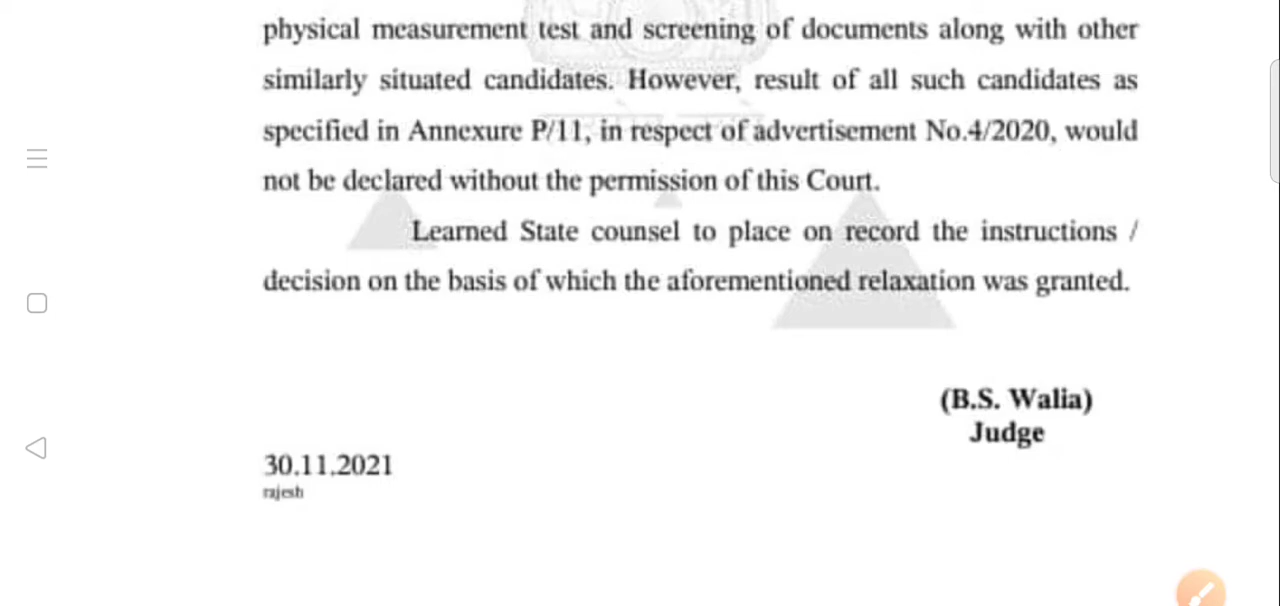 physical measurement test and screening of documents along with other
similarly situated candidates. However, result of all such candidates as
specified in Annexure P/11, in respect of advertisement No.4/2020, would
not be declared without the permission of this Court.
Learned State counsel to place on record the instructions /
decision on the basis of which the aforementioned relaxation was granted.
(B.S. Walia)
Judge
30.11.2021
rajesh